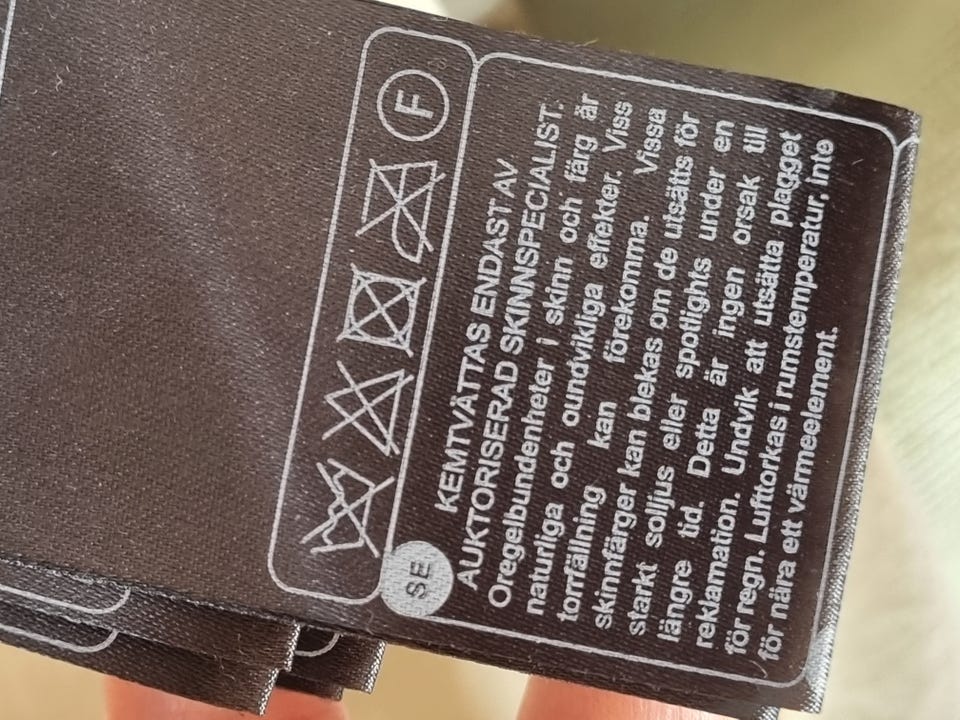 F
SE
KEMTVÄTTAS ENDAST AV
AUKTORISERAD SKINNSPECIALIST.
Oregelbundenheter i skinn och färg är
naturliga och oundvikliga effekter. Viss
torrfällning kan förekomma. Vissa
skinnfärger kan blekas om de utsätts för
starkt solljus eller spotlights under en
längre tid. Detta är ingen orsak till
reklamation. Undvik att utsätta plagget
för regn. Lufttorkas i rumstemperatur, inte
för nära ett värmeelement.